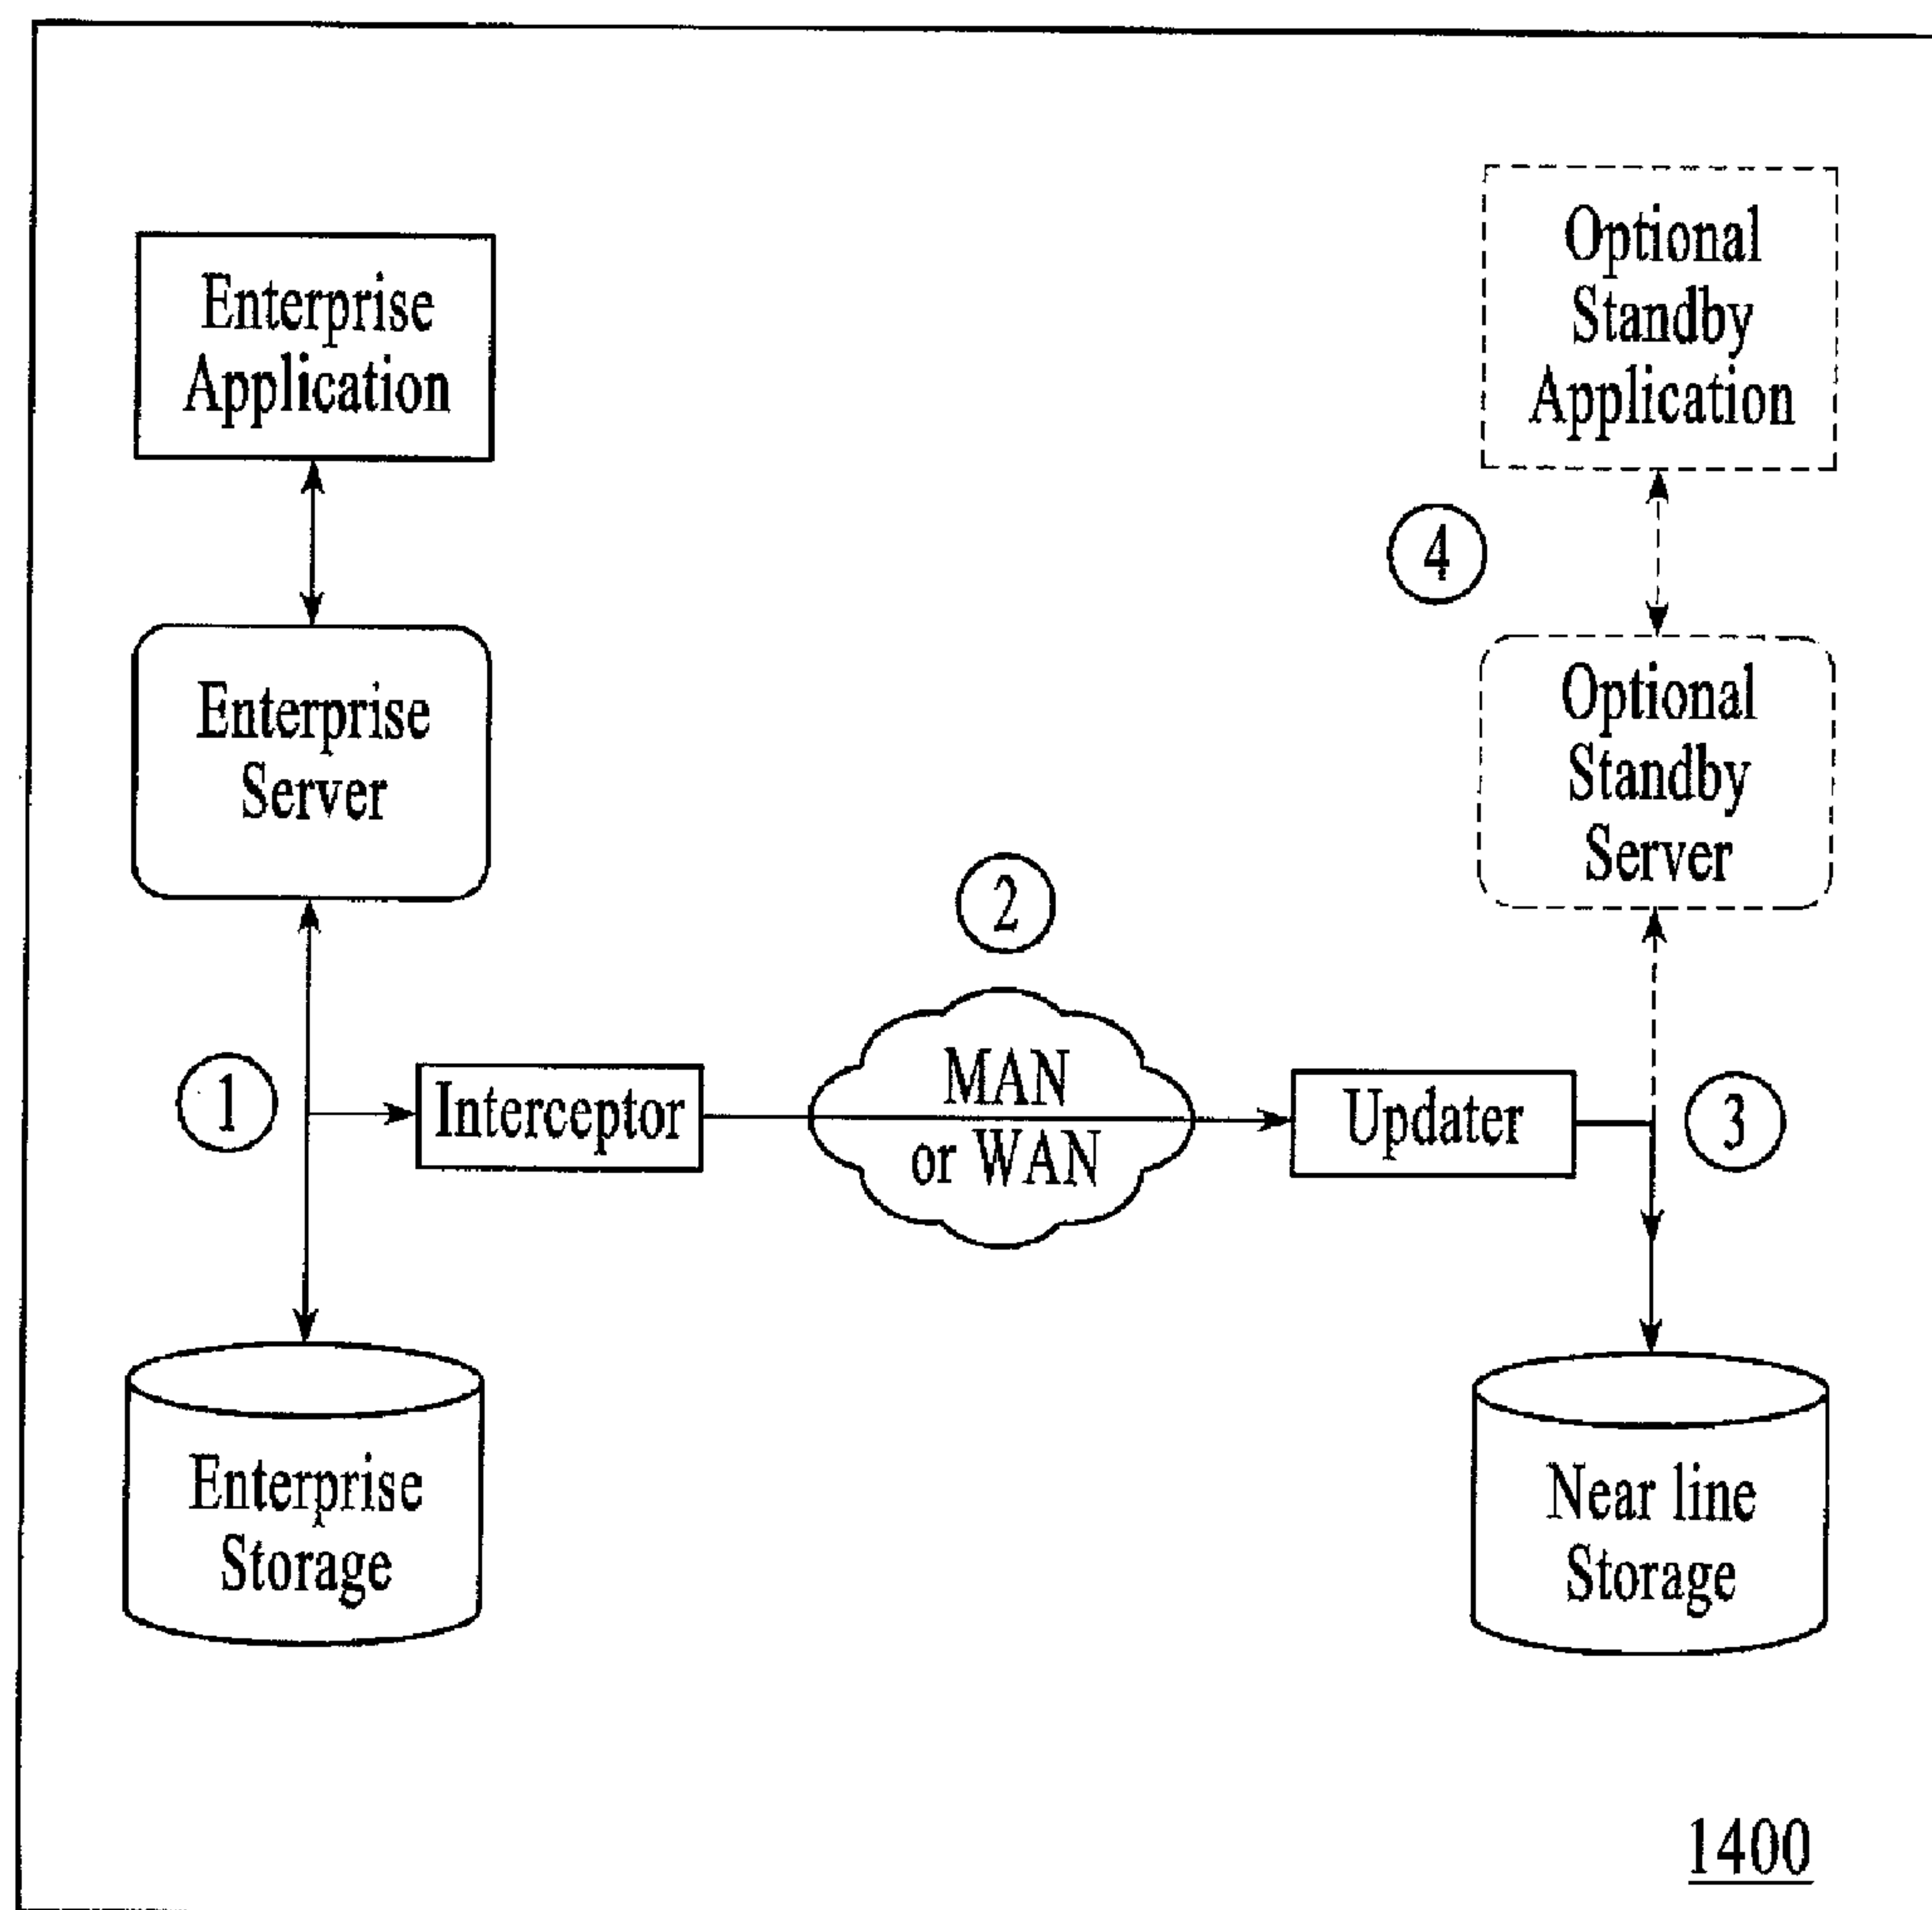 Enterprise
Application
Optional
Standby
Application
4
Enterprise
Server
Optional
Standby
Server
2
1
Interceptor
MAN
or WAN
Updater
3
Enterprise
Storage
Near line
Storage
1400